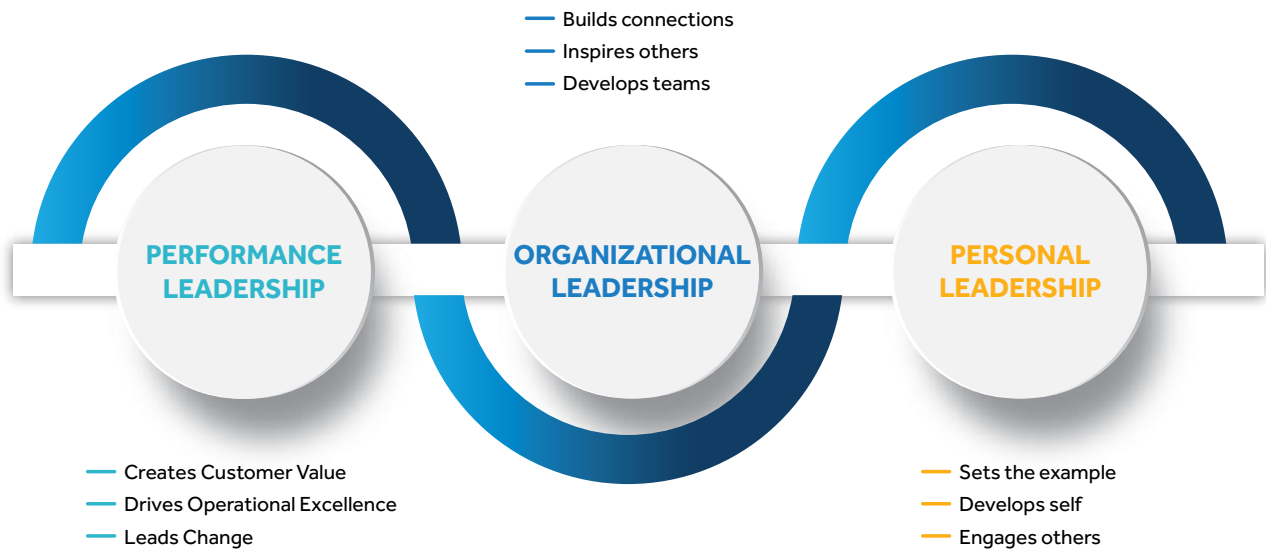 Builds connections
Inspires others
Develops teams
PERFORMANCE
LEADERSHIP
ORGANIZATIONAL
LEADERSHIP
PERSONAL
LEADERSHIP
Creates Customer Value
Drives Operational Excellence
Leads Change
Sets the example
Develops self
Engages others